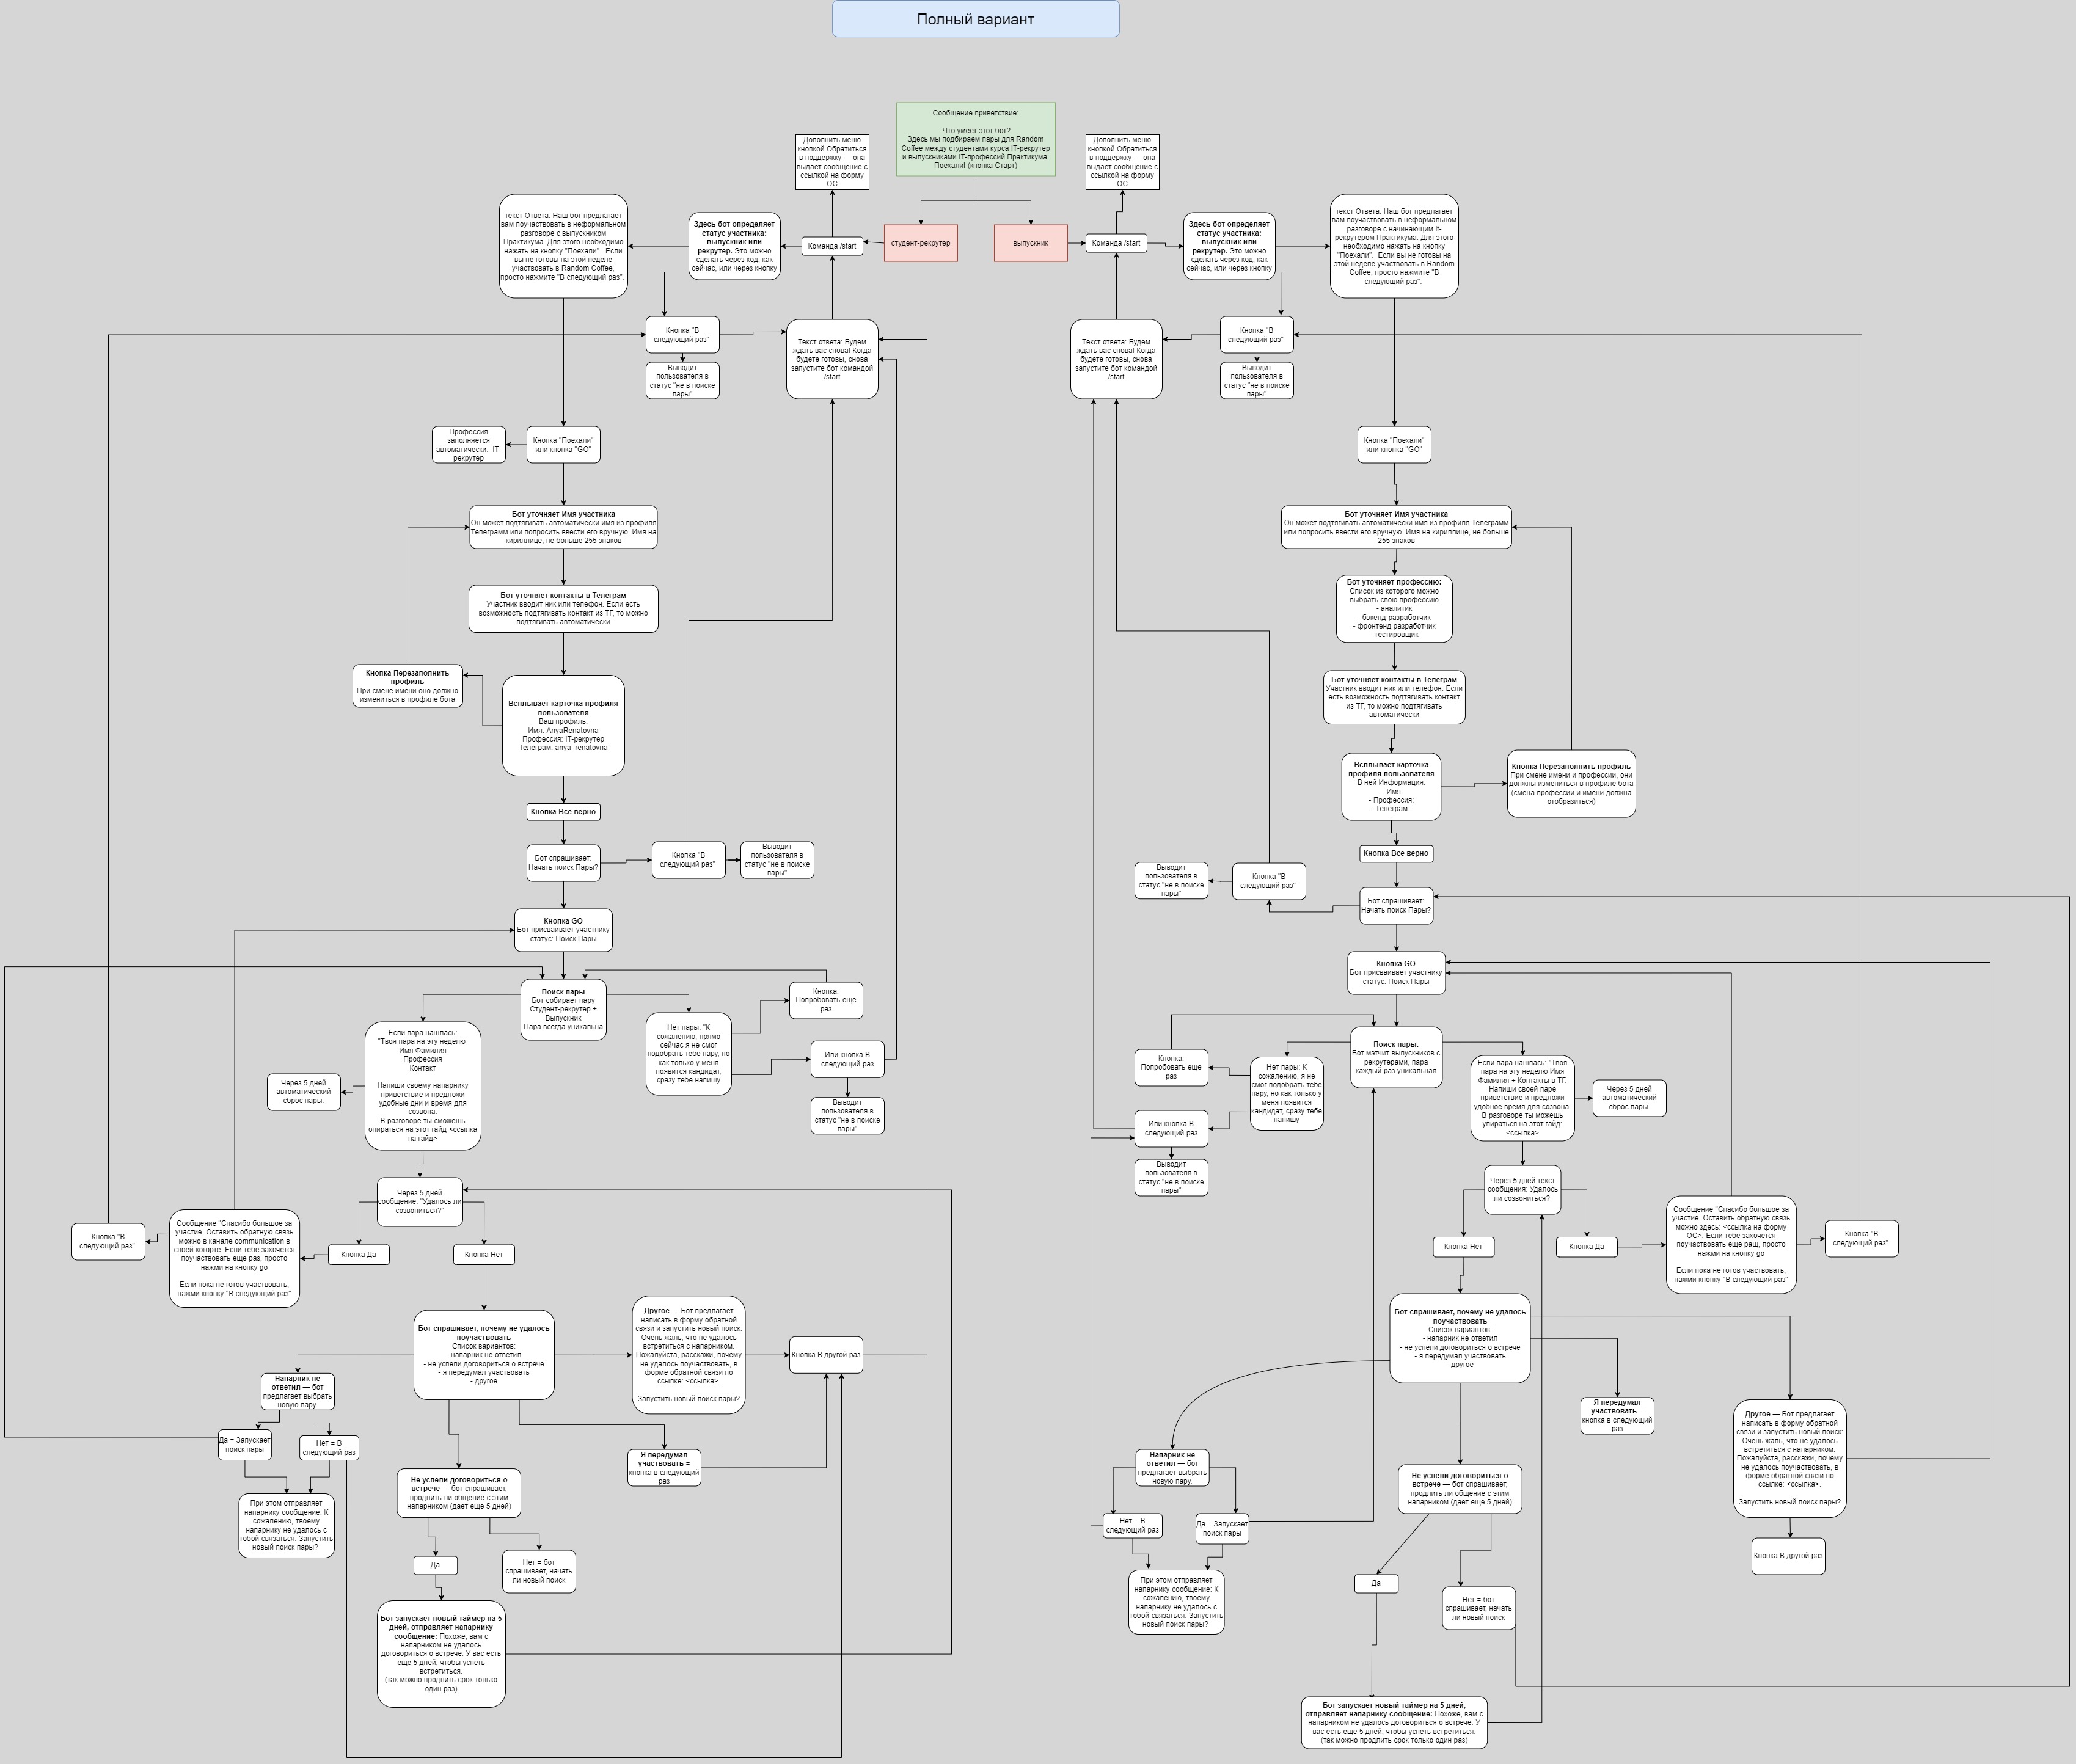 Полный вариант
Сообщение приветствие:
Что умеет этот бот?
Здесь мы подбираем пары для Random
Coffee между студентами курса IT-рекрутер
и выпускниками IT-профессий Практикума.
Поехали! (кнопка Старт)
Дополнить меню
кнопкой Обратиться
в поддержку — она
выдает сообщение с
ссылкой на форму
ОС
студент-рекрутер
Команда /start
Здесь бот определяет
статус участника:
выпускник или
рекрутер. Это можно
сделать через код, как
сейчас, или через кнопку
текст Ответа: Наш бот предлагает
вам поучаствовать в неформальном
разговоре с выпускником
Практикума. Для этого необходимо
нажать на кнопку "Поехали". Если
вы не готовы на этой неделе
участвовать в Random Coffee,
просто нажмите "В следующий раз".
Кнопка "В
следующий раз"
Выводит
пользователя в
статус "не в поиске
пары"
Текст ответа: Будем
ждать вас снова! Когда
будете готовы, снова
запустите бот командой
/start
Профессия
заполняется
автоматически: IT-
рекрутер
Кнопка "Поехали"
или кнопка "GO"
Бот уточняет Имя участника
Он может подтягивать автоматически имя из профиля
Телеграмм или попросить ввести его вручную. Имя на
кириллице, не больше 255 знаков
Бот уточняет контакты в Телеграм
Участник вводит ник или телефон. Если есть
возможность подтягивать контакт из ТГ, то можно
подтягивать автоматически
Кнопка Перезаполнить
профиль
При смене имени оно должно
измениться в профиле бота
Всплывает карточка профиля
пользователя
Ваш профиль:
Имя: AnyaRenatovna
Профессия: IT-рекрутер
Телеграм: anya_renatovna
Кнопка Все верно
Бот спрашивает:
Начать поиск Пары?
Кнопка "В
следующий раз"
Выводит
пользователя в
статус "не в поиске
пары"
Кнопка GO
Бот присваивает участнику
статус: Поиск Пары
Поиск пары
Бот собирает пару
Студент-рекрутер +
Выпускник
Пара всегда уникальна
Кнопка:
Попробовать еще
раз
Нет пары: "К
сожалению, прямо
сейчас я не смог
подобрать тебе пару, но
как только у меня
появится кандидат,
сразу тебе напишу
Или кнопка В
следующий раз
Выводит
пользователя в
статус "не в поиске
пары"
Если пара нашлась:
"Твоя пара на эту неделю
Имя Фамилия
Профессия
Контакт
Напиши своему напарнику
приветствие и предложи
удобные дни и время для
созвона.
В разговоре ты сможешь
опираться на этот гайд <ссылка
на гайд>
Через 5 дней
автоматический
сброс пары.
Через 5 дней
сообщение: "Удалось ли
созвониться?"
Кнопка Да
Кнопка Нет
Сообщение "Спасибо большое за
участие. Оставить обратную связь
можно в канале communication в
своей когорте. Если тебе захочется
поучаствовать еще раз, просто
нажми на кнопку go
Если пока не готов участвовать,
нажми кнопку "В следующий раз"
Кнопка "В
следующий раз"
Бот спрашивает, почему не удалось
поучаствовать
Список вариантов:
- напарник не ответил
- не успели договориться о встрече
- я передумал участвовать
- другое
Другое — Бот предлагает
написать в форму обратной
связи и запустить новый поиск:
Очень жаль, что не удалось
встретиться с напарником.
Пожалуйста, расскажи, почему
не удалось поучаствовать, в
форме обратной связи по
ссылке: <ссылка>.
Запустить новый поиск пары?
Кнопка В другой раз
Напарник не
ответил — бот
предлагает выбрать
новую пару.
Да = Запускает
поиск пары
Нет = В
следующий раз
При этом отправляет
напарнику сообщение: К
сожалению, твоему
напарнику не удалось с
тобой связаться. Запустить
новый поиск пары?
Я передумал
участвовать =
кнопка в следующий
раз
Не успели договориться о
встрече — бот спрашивает,
продлить ли общение с этим
напарником (дает еще 5 дней)
Да
Нет = бот
спрашивает, начать
ли новый поиск
Бот запускает новый таймер на 5
дней, отправляет напарнику
сообщение: Похоже, вам с
напарником не удалось
договориться о встрече. У вас есть
еще 5 дней, чтобы успеть
встретиться.
(так можно продлить срок только
один раз)
Дополнить меню
кнопкой Обратиться
в поддержку — она
выдает сообщение с
ссылкой на форму
ОС
выпускник
Команда /start
Здесь бот определяет
статус участника:
выпускник или
рекрутер. Это можно
сделать через код, как
сейчас, или через кнопку
текст Ответа: Наш бот предлагает
вам поучаствовать в неформальном
разговоре с начинающим it-
рекрутером Практикума. Для этого
необходимо нажать на кнопку
"Поехали". Если вы не готовы на
этой неделе участвовать в Random
Coffee, просто нажмите "В
следующий раз".
Текст ответа: Будем
ждать вас снова! Когда
будете готовы, снова
запустите бот командой
/start
Кнопка "В
следующий раз"
Выводит
пользователя в
статус "не в поиске
пары"
Кнопка "Поехали"
или кнопка "GO"
Бот уточняет Имя участника
Он может подтягивать автоматически имя из профиля Телеграмм
или попросить ввести его вручную. Имя на кириллице, не больше
255 знаков
Бот уточняет профессию:
Список из которого можно
выбрать свою профессию
- аналитик
- бэкенд-разработчик
- фронтенд разработчик
- тестировщик
Бот уточняет контакты в Телеграм
Участник вводит ник или телефон. Если
есть возможность подтягивать контакт
из ТГ, то можно подтягивать
автоматически
Всплывает карточка
профиля пользователя
В ней Информация:
- Имя
- Профессия:
- Телеграм:
Кнопка Перезаполнить профиль
При смене имени и профессии, они
должны измениться в профиле бота
(смена профессии и имени должна
отобразиться)
Кнопка Все верно
Выводит
пользователя в
статус "не в поиске
пары"
Кнопка "В
следующий раз"
Бот спрашивает:
Начать поиск Пары?
Кнопка GO
Бот присваивает участнику
статус: Поиск Пары
Поиск пары.
Бот мэтчит выпускников с
рекрутерами, пара
каждый раз уникальная
Кнопка:
Попробовать еще
раз
Нет пары: К
сожалению, я не
смог подобрать тебе
пару, но как только у
меня появится
кандидат, сразу тебе
напишу
Или кнопка В
следующий раз
Выводит
пользователя в
статус "не в поиске
пары"
Если пара нашлась: "Твоя
пара на эту неделю Имя
Фамилия + Контакты в ТГ.
Напиши своей паре
приветствие и предложи
удобное время для созвона.
В разговоре ты можешь
упираться на этот гайд:
<ссылка>
Через 5 дней
автоматический
сброс пары.
Через 5 дней текст
сообщения: Удалось
ли созвониться?
Кнопка Нет
Кнопка Да
Сообщение "Спасибо большое за
участие. Оставить обратную связь
можно здесь: <ссылка на форму
ОС>. Если тебе захочется
поучаствовать еще ращ, просто
нажми на кнопку go
Если пока не готов участвовать,
нажми кнопку "В следующий раз"
Кнопка "В
следующий раз"
Бот спрашивает, почему не удалось
поучаствовать
Список вариантов:
- напарник не ответил
- не успели договориться о встрече
- я передумал участвовать
- другое
Я передумал
участвовать =
кнопка в следующий
раз
Другое — Бот предлагает
написать в форму обратной
связи и запустить новый поиск:
Очень жаль, что не удалось
встретиться с напарником.
Пожалуйста, расскажи, почему
не удалось поучаствовать, в
форме обратной связи по
ссылке: <ссылка>.
Запустить новый поиск пары?
Кнопка В другой раз
Напарник не
ответил — бот
предлагает выбрать
новую пару.
Нет = В
следующий раз
Да = Запускает
поиск пары
При этом отправляет
напарнику сообщение: К
сожалению, твоему
напарнику не удалось с
тобой связаться. Запустить
новый поиск пары?
Не успели договориться о
встрече — бот спрашивает,
продлить ли общение с этим
напарником (дает еще 5 дней)
Да
Нет = бот
спрашивает, начать
ли новый поиск
Бот запускает новый таймер на 5 дней,
отправляет напарнику сообщение: Похоже, вам с
напарником не удалось договориться о встрече. У
вас есть еще 5 дней, чтобы успеть встретиться.
(так можно продлить срок только один раз)